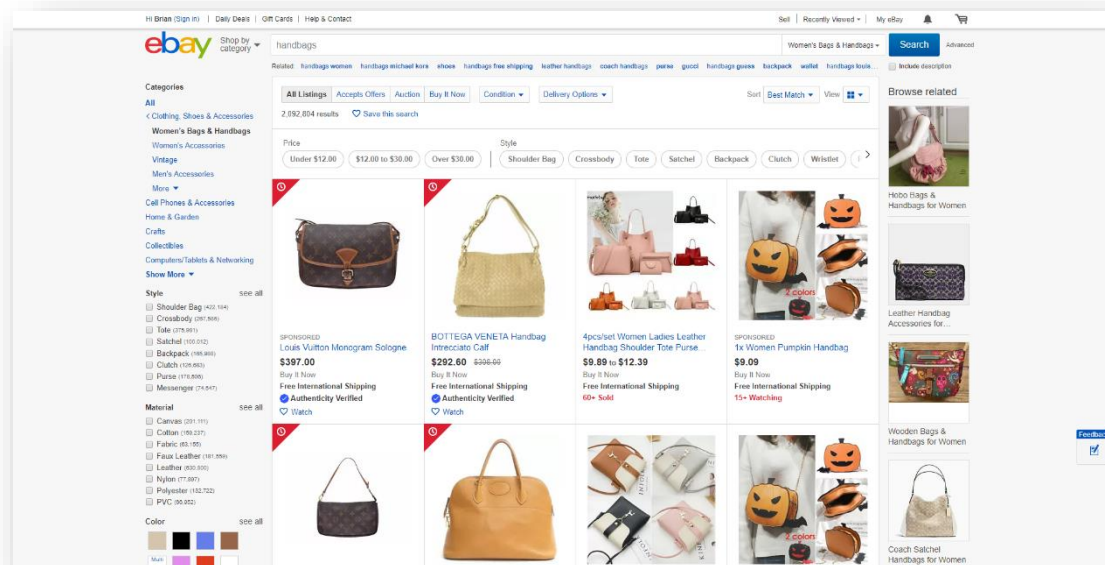 Hi Brian (Sign in) | Daily Deals | Gift Cards | Help & Contact
Sell | Recently Viewed | My eBay
ebay
Shop by category
handbags
Women's Bags & Handbags
Search
Advanced
Related handbags women handbags michael kors shoes handbags free shipping leather handbags coach handbags purse gucci handbags guess backpack wallet handbags louis...
Include description
Categories
All
< Clothing, Shoes & Accessories
Women's Bags & Handbags
Women's Accessories
Vintage
Men's Accessories
More
Cell Phones & Accessories
Home & Garden
Crafts
Collectibles
Computers/Tablets & Networking
Show More
Style see all
Shoulder Bag
Crossbody
Tote
Satchel
Backpack
Clutch
Purse
Messenger
Material see all
Canvas
Cotton
Fabric
Faux Leather
Leather
Nylon
Polyester
PVC
Color see all
All Listings Accepts Offers Auction Buy It Now Condition Delivery Options
Sort Best Match View
2,092,804 results Save this search
Price
Under $12.00 $12.00 to $30.00 Over $30.00
Style
Shoulder Bag Crossbody Tote Satchel Backpack Clutch Wristlet
SPONSORED
Louis Vuitton Monogram Sologne
$397.00
Buy It Now
Free International Shipping
Authenticity Verified
Watch
BOTTEGA VENETA Handbag
Intrecciato Calf
$292.60
Buy It Now
Free International Shipping
Authenticity Verified
Watch
4pcs/set Women Ladies Leather
Handbag Shoulder Tote Purse...
$9.89 to $12.39
Buy It Now
Free International Shipping
60+ Sold
2 colors
SPONSORED
1x Women Pumpkin Handbag
$9.09
Buy It Now
Free International Shipping
15+ Watching
2 colors
Browse related
Hobo Bags &
Handbags for Women
Leather Handbag
Accessories for...
Wooden Bags &
Handbags for Women
Coach Satchel
Handbags for Women
Feedback